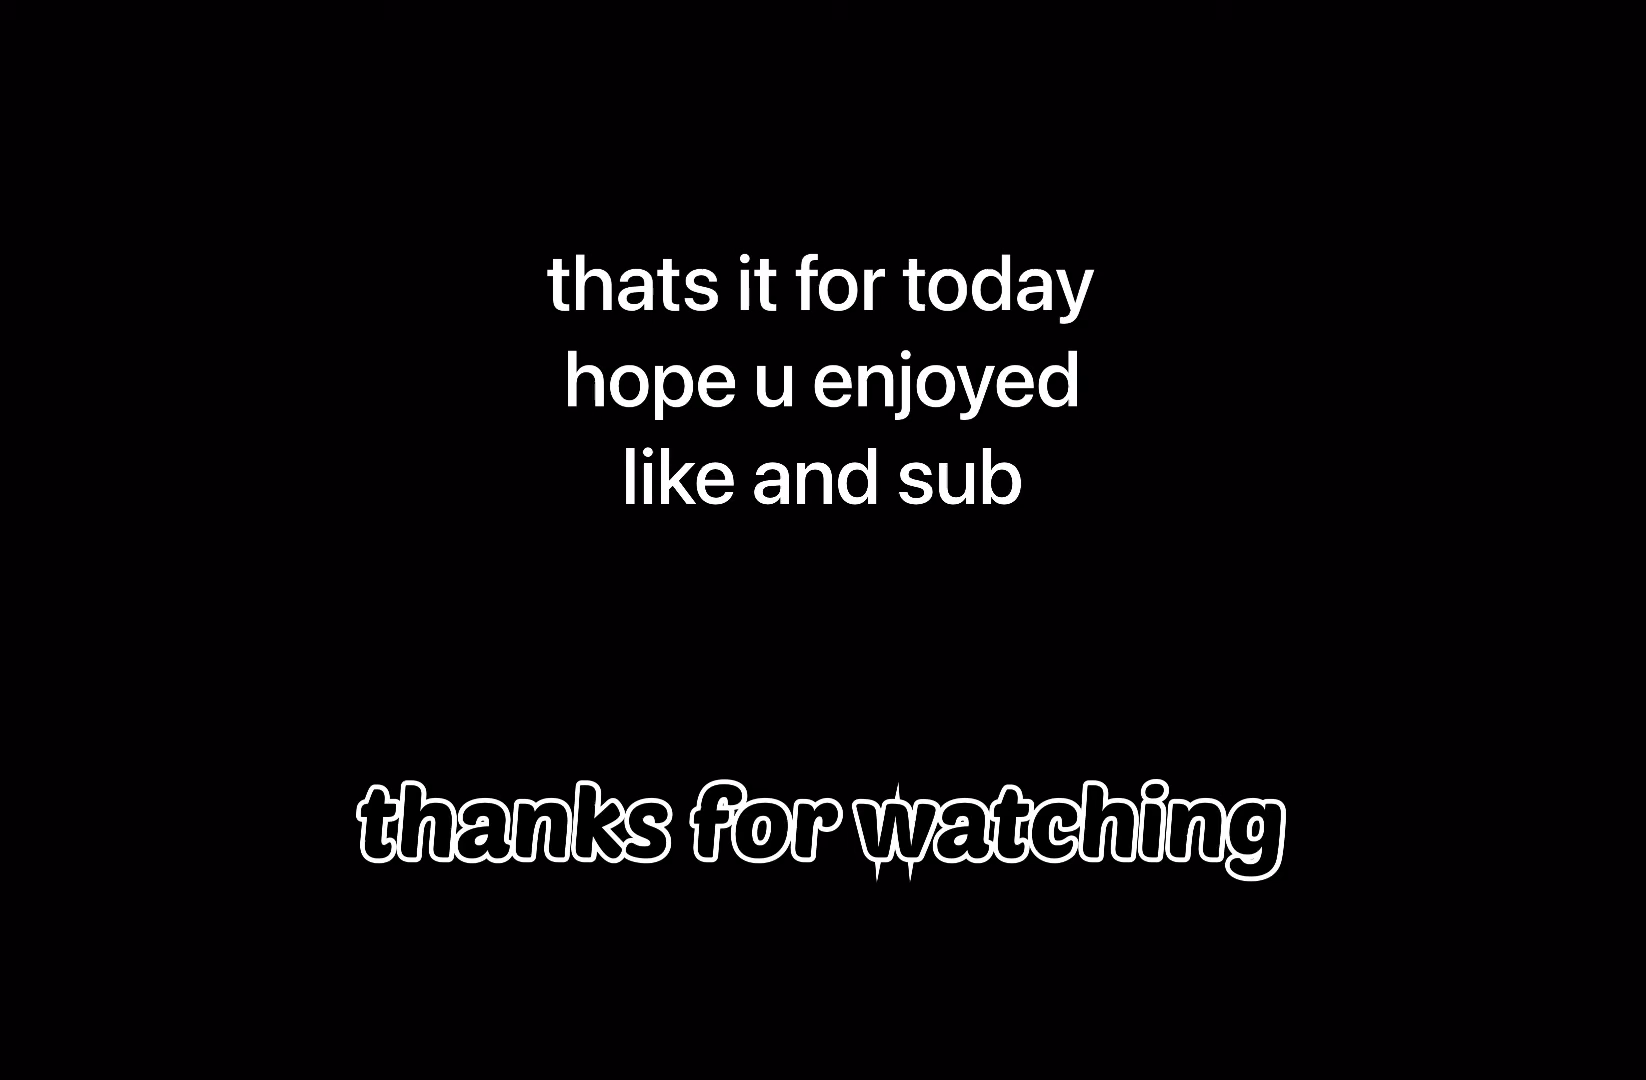 thats it for today
hope u enjoyed
like and sub
thanks for watching